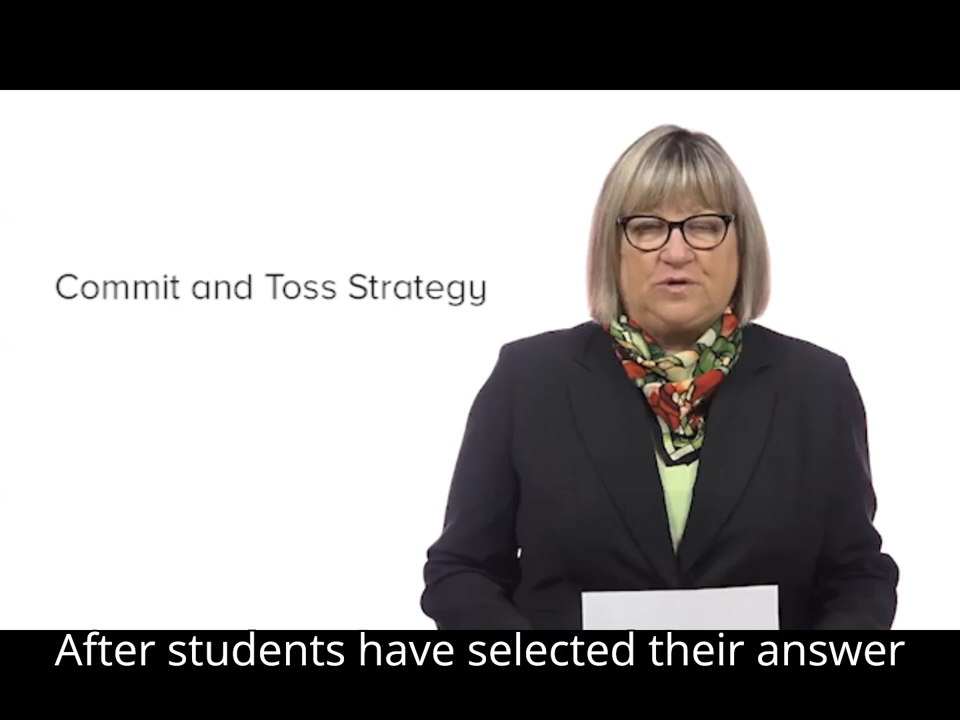 Commit and Toss Strategy
After students have selected their answer